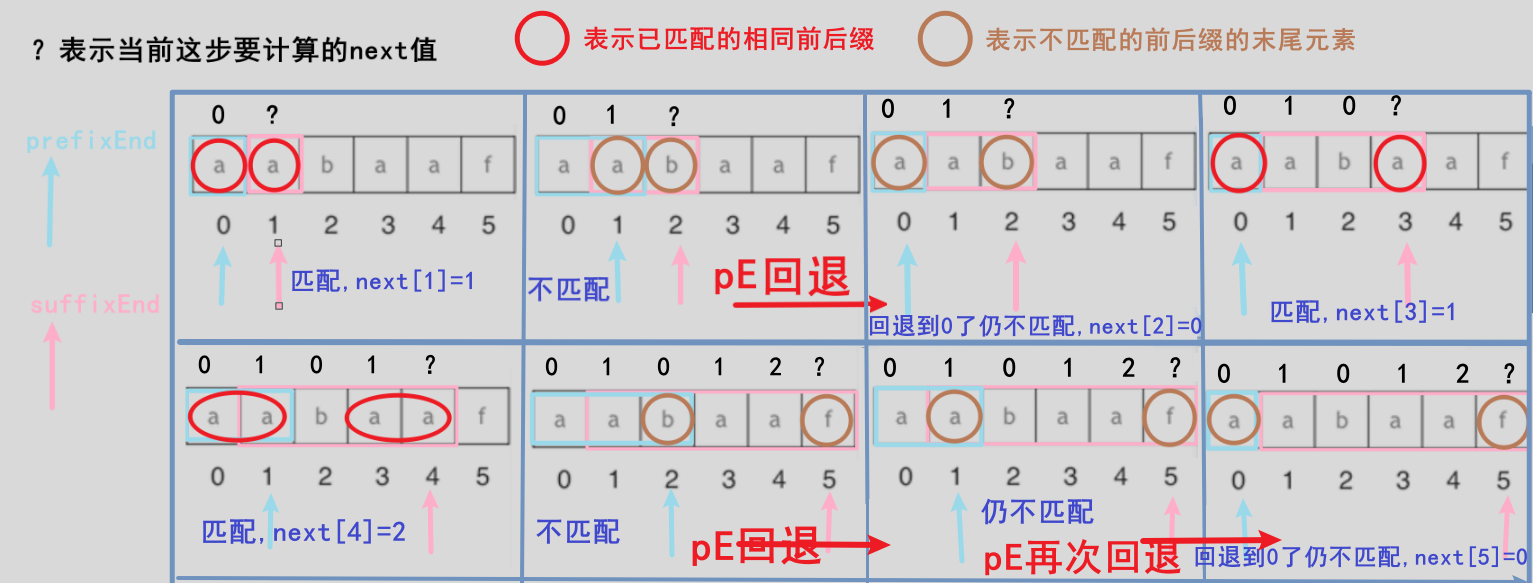 ? 表示当前这步要计算的next值
表示已匹配的相同前后缀
表示不匹配的前后缀的末尾元素
prefixEnd
suffixEnd
0 ?
a a b a a f
0 1 2 3 4 5
匹配,next[1]=1
0 1 ?
a a b a a f
0 1 2 3 4 5
不匹配
pE回退
0 1 ?
a a b a a f
0 1 2 3 4 5
回退到0了仍不匹配,next[2]=0
0 1 0 ?
a a b a a f
0 1 2 3 4 5
匹配,next[3]=1
0 1 0 1 ?
a a b a a f
0 1 2 3 4 5
匹配,next[4]=2
0 1 0 1 2 ?
a a b a a f
0 1 2 3 4 5
不匹配
pE回退
0 1 0 1 2 ?
a a b a a f
0 1 2 3 4 5
仍不匹配
pE再次回退
0 1 0 1 2 ?
a a b a a f
0 1 2 3 4 5
回退到0了仍不匹配,next[5]=0